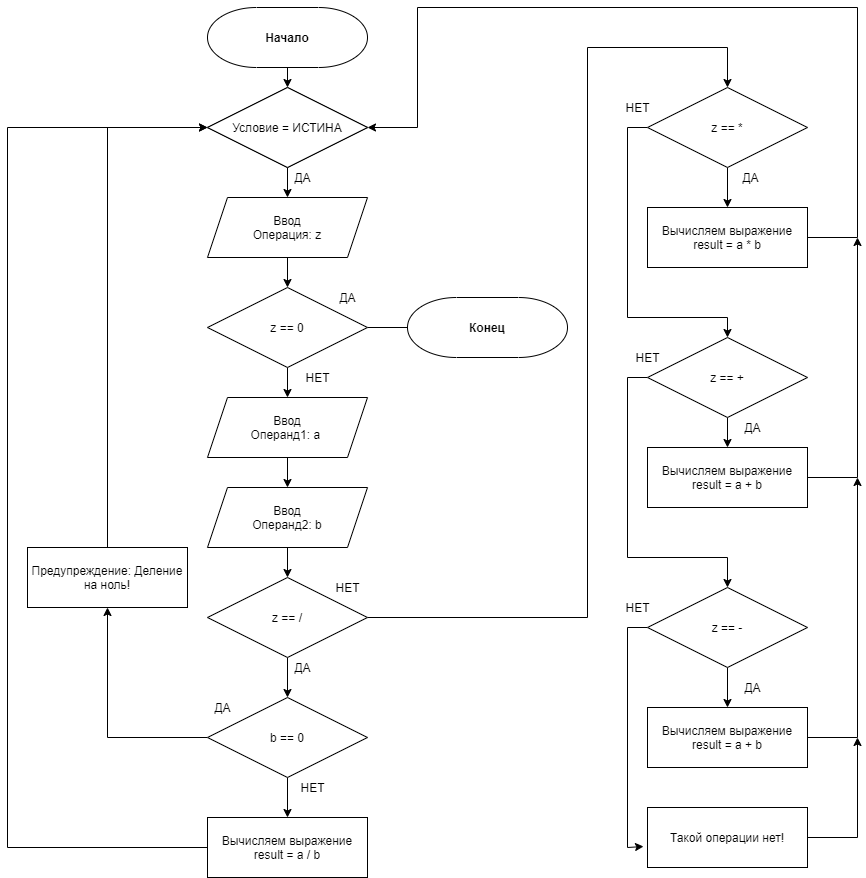 Начало
Условие = ИСТИНА
ДА
Ввод
Операция: z
ДА
z == 0
Конец
НЕТ
Ввод
Операнд1: a
Ввод
Операнд2: b
Предупреждение: Деление
на ноль!
НЕТ
z == /
ДА
ДА
b == 0
НЕТ
Вычисляем выражение
result = a / b
НЕТ
z == *
ДА
Вычисляем выражение
result = a * b
НЕТ
z == +
ДА
Вычисляем выражение
result = a + b
НЕТ
z == -
ДА
Вычисляем выражение
result = a + b
Такой операции нет!